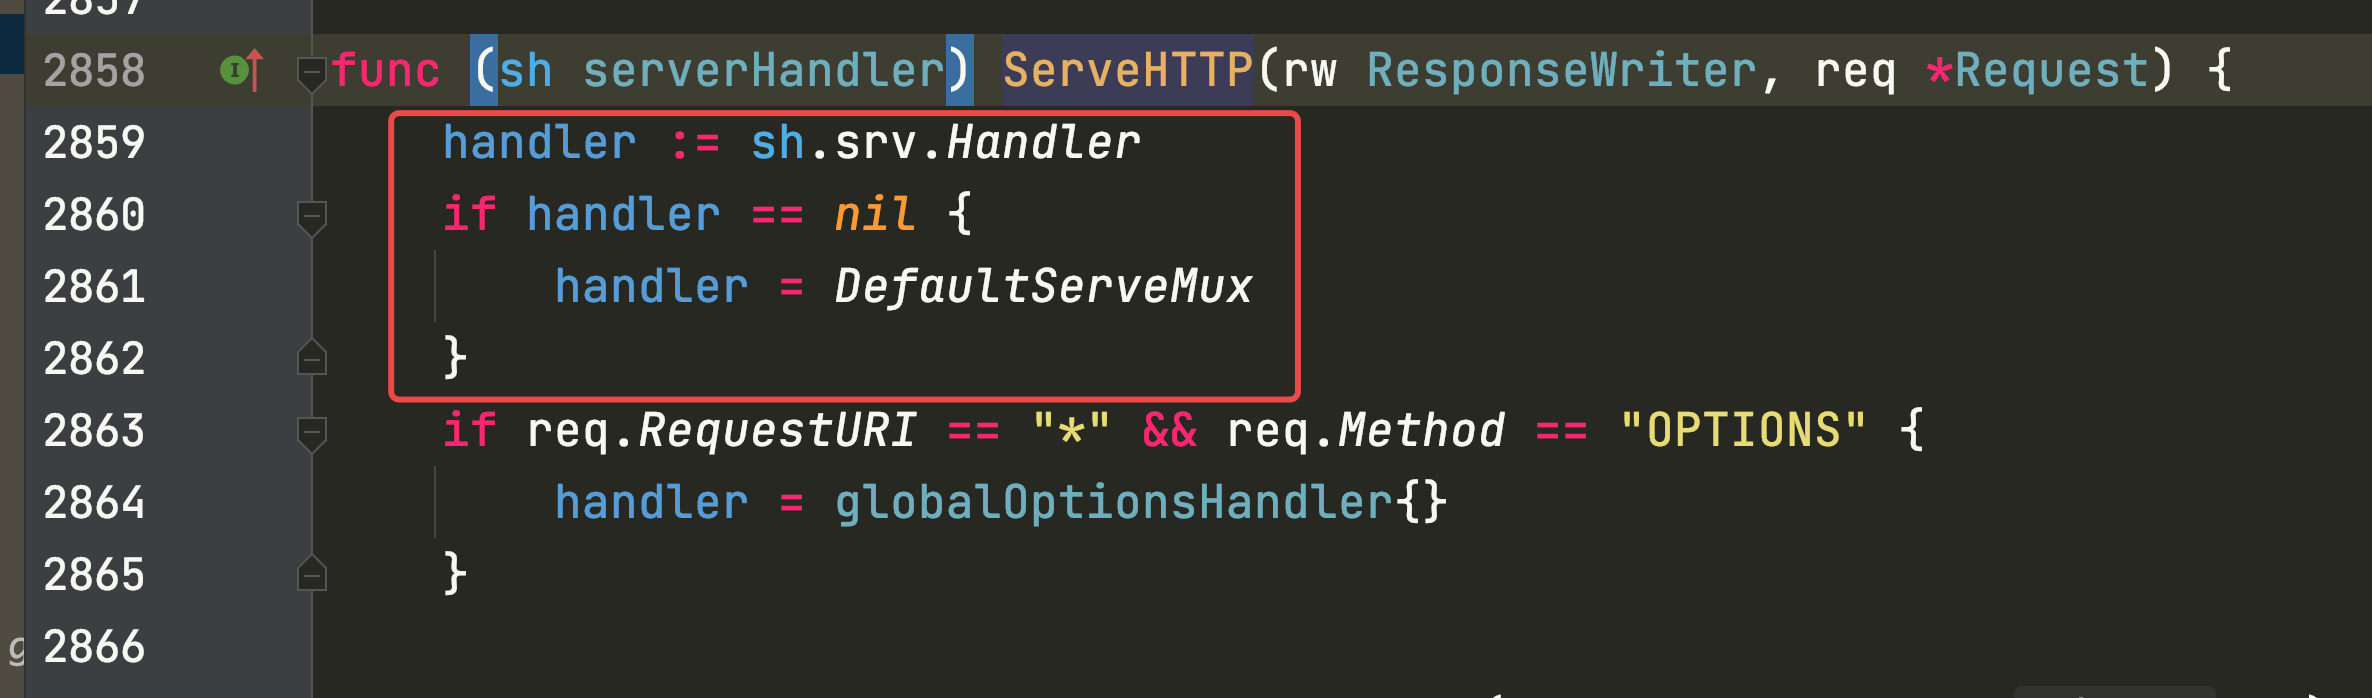 2857
2858 I func (sh serverHandler) ServeHTTP(rw ResponseWriter, req *Request) {
2859 handler := sh.srv.Handler
2860 if handler == nil {
2861 handler = DefaultServeMux
2862 }
2863 if req.RequestURI == "*" && req.Method == "OPTIONS" {
2864 handler = globalOptionsHandler{}
2865 }
g 2866